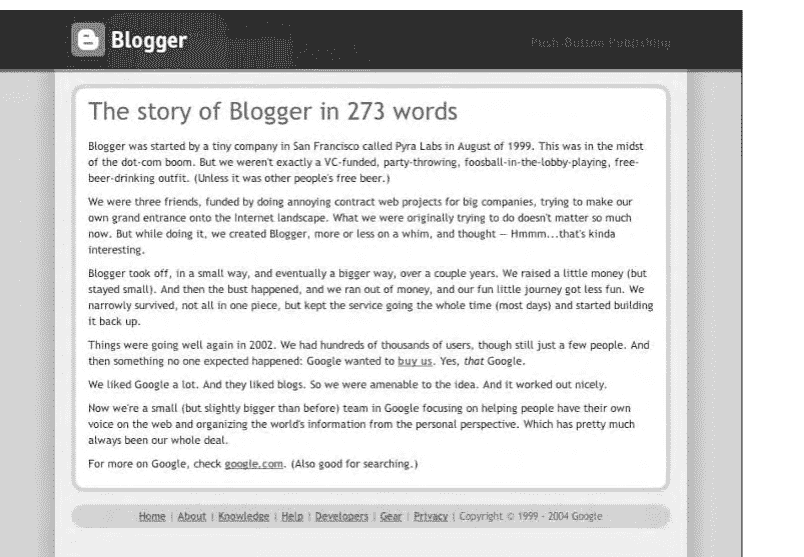 Blogger
Push-Button Publishing
The story of Blogger in 273 words
Blogger was started by a tiny company in San Francisco called Pyra Labs in August of 1999. This was in the midst
of the dot-com boom. But we weren't exactly a VC-funded, party-throwing, foosball-in-the-lobby-playing, free-
beer-drinking outfit. (Unless it was other people's free beer.)
We were three friends, funded by doing annoying contract web projects for big companies, trying to make our
own grand entrance onto the Internet landscape. What we were originally trying to do doesn't matter so much
now. But while doing it, we created Blogger, more or less on a whim, and thought -- Hmmm...that's kinda
interesting.
Blogger took off, in a small way, and eventually a bigger way, over a couple years. We raised a little money (but
stayed small). And then the bust happened, and we ran out of money, and our fun little journey got less fun. We
narrowly survived, not all in one piece, but kept the service going the whole time (most days) and started building
it back up.
Things were going well again in 2002. We had hundreds of thousands of users, though still just a few people. And
then something no one expected happened: Google wanted to buy us. Yes, that Google.
We liked Google a lot. And they liked blogs. So we were amenable to the idea. And it worked out nicely.
Now we're a small (but slightly bigger than before) team in Google focusing on helping people have their own
voice on the web and organizing the world's information from the personal perspective. Which has pretty much
always been our whole deal.
For more on Google, check google.com. (Also good for searching.)
Home | About | Knowledge | Help | Developers | Gear | Privacy | Copyright © 1999 - 2004 Google